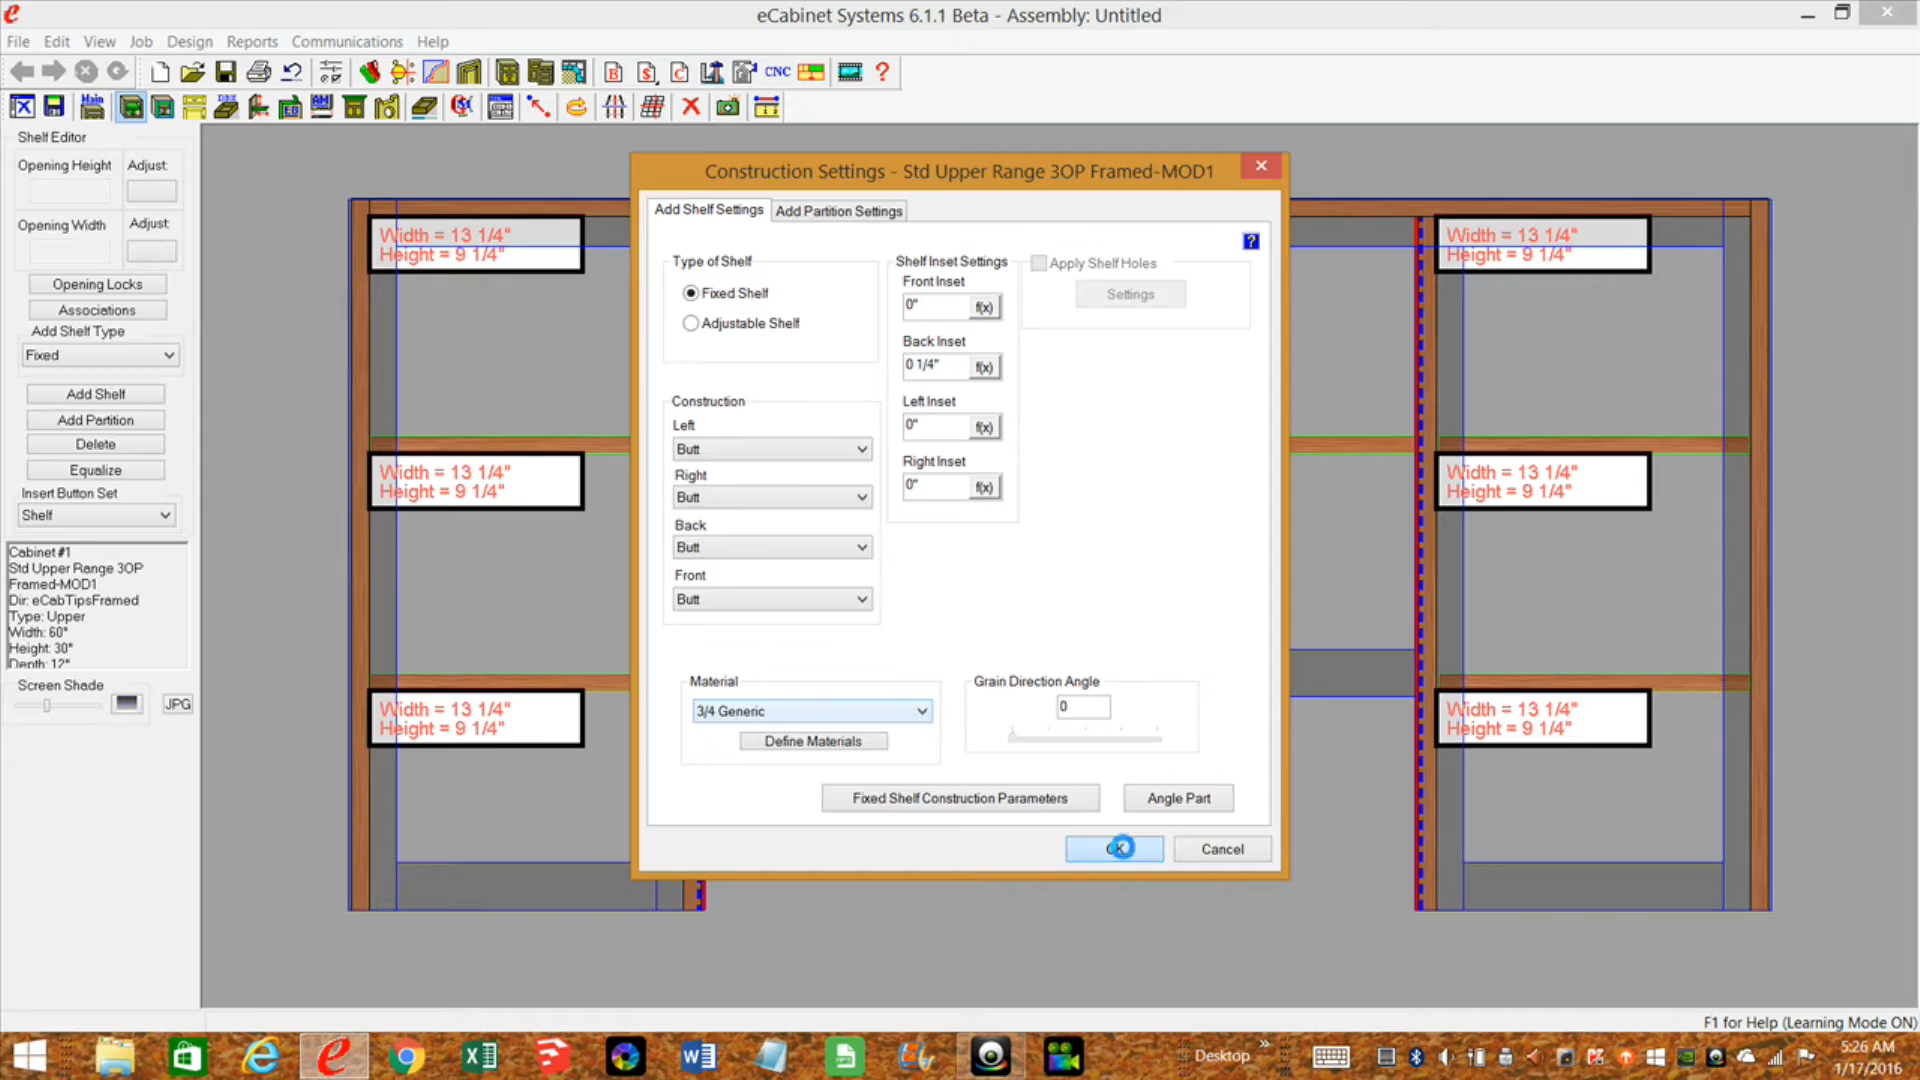 eCabinet Systems 6.1.1 Beta - Assembly: Untitled
File Edit View Job Design Reports Communications Help
B $ C CNC ?
Main EB
Shelf Editor
Opening Height Adjust:
Opening Width Adjust:
Opening Locks
Associations
Add Shelf Type
Fixed
Add Shelf
Add Partition
Delete
Equalize
Insert Button Set
Shelf
Cabinet #1
Std Upper Range 3OP
Framed-MOD1
Dir: eCabTipsFramed
Type: Upper
Width: 60"
Height: 30"
Depth: 12"
Screen Shade
JPG
Width = 13 1/4"
Height = 9 1/4"
Width = 13 1/4"
Height = 9 1/4"
Width = 13 1/4"
Height = 9 1/4"
Construction Settings - Std Upper Range 3OP Framed-MOD1
Add Shelf Settings Add Partition Settings
?
Type of Shelf
Fixed Shelf
Adjustable Shelf
Shelf Inset Settings
Front Inset
0" f(x)
Back Inset
0 1/4" f(x)
Left Inset
0" f(x)
Right Inset
0" f(x)
Apply Shelf Holes
Settings
Construction
Left
Butt
Right
Butt
Back
Butt
Front
Butt
Material
3/4 Generic
Define Materials
Grain Direction Angle
0
Fixed Shelf Construction Parameters Angle Part
OK Cancel
Width = 13 1/4"
Height = 9 1/4"
Width = 13 1/4"
Height = 9 1/4"
Width = 13 1/4"
Height = 9 1/4"
F1 for Help (Learning Mode ON)
Desktop
5:26 AM
1/17/2016